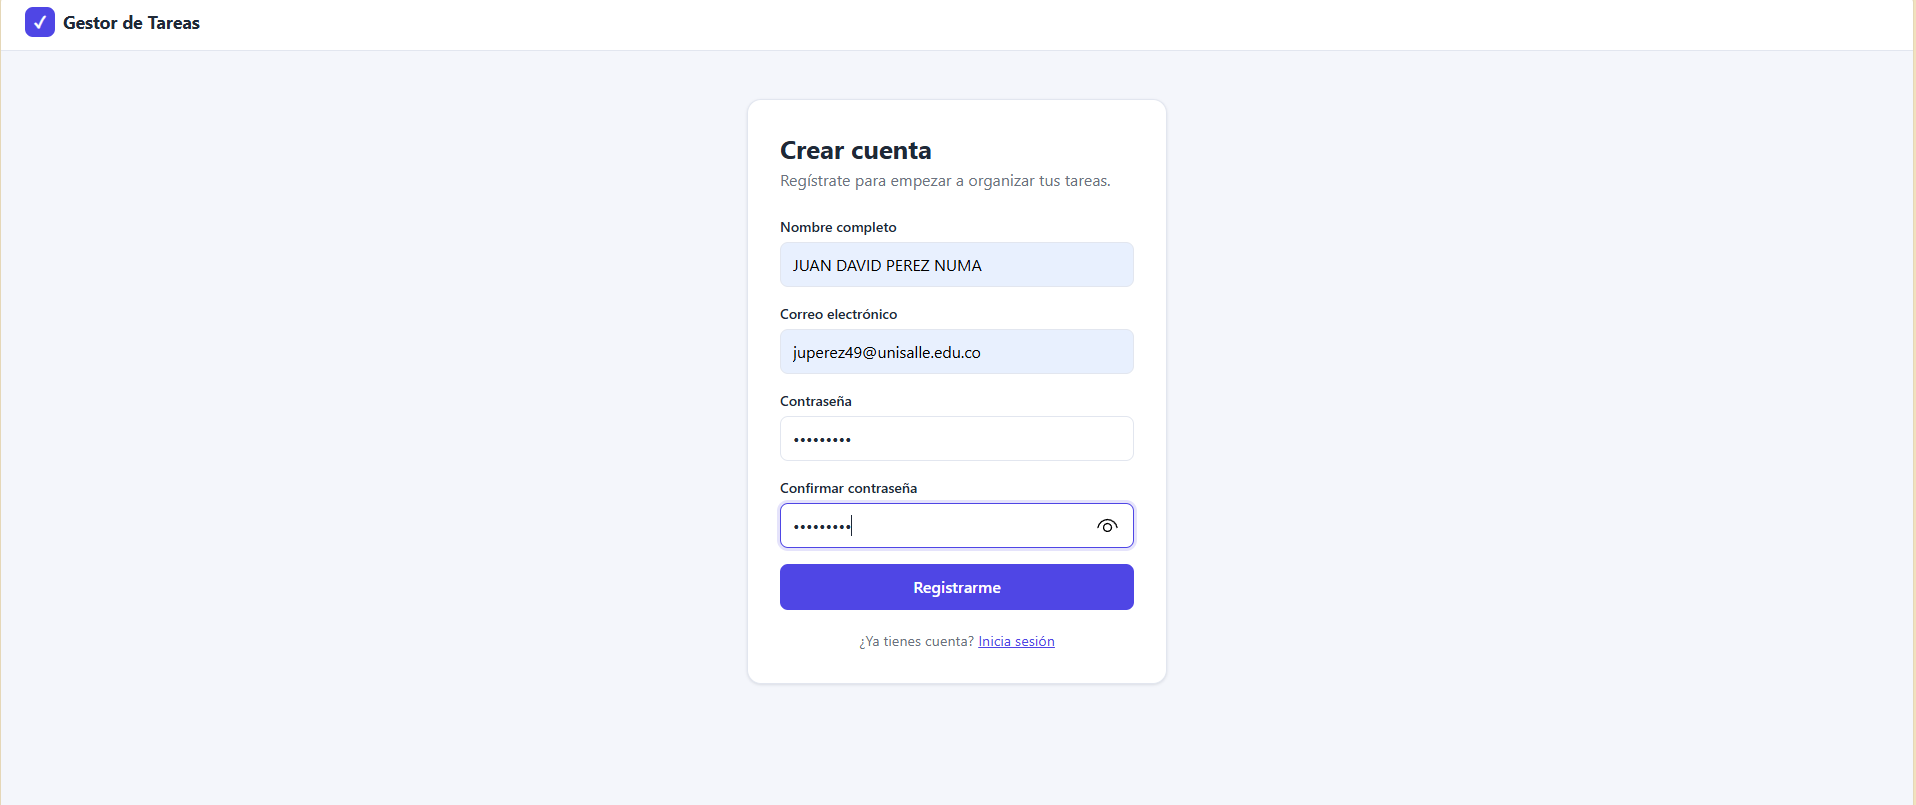 Gestor de Tareas
Crear cuenta
Regístrate para empezar a organizar tus tareas.
Nombre completo
JUAN DAVID PEREZ NUMA
Correo electrónico
juperez49@unisalle.edu.co
Contraseña
•••••••••
Confirmar contraseña
•••••••••
Registrarme
¿Ya tienes cuenta? Inicia sesión